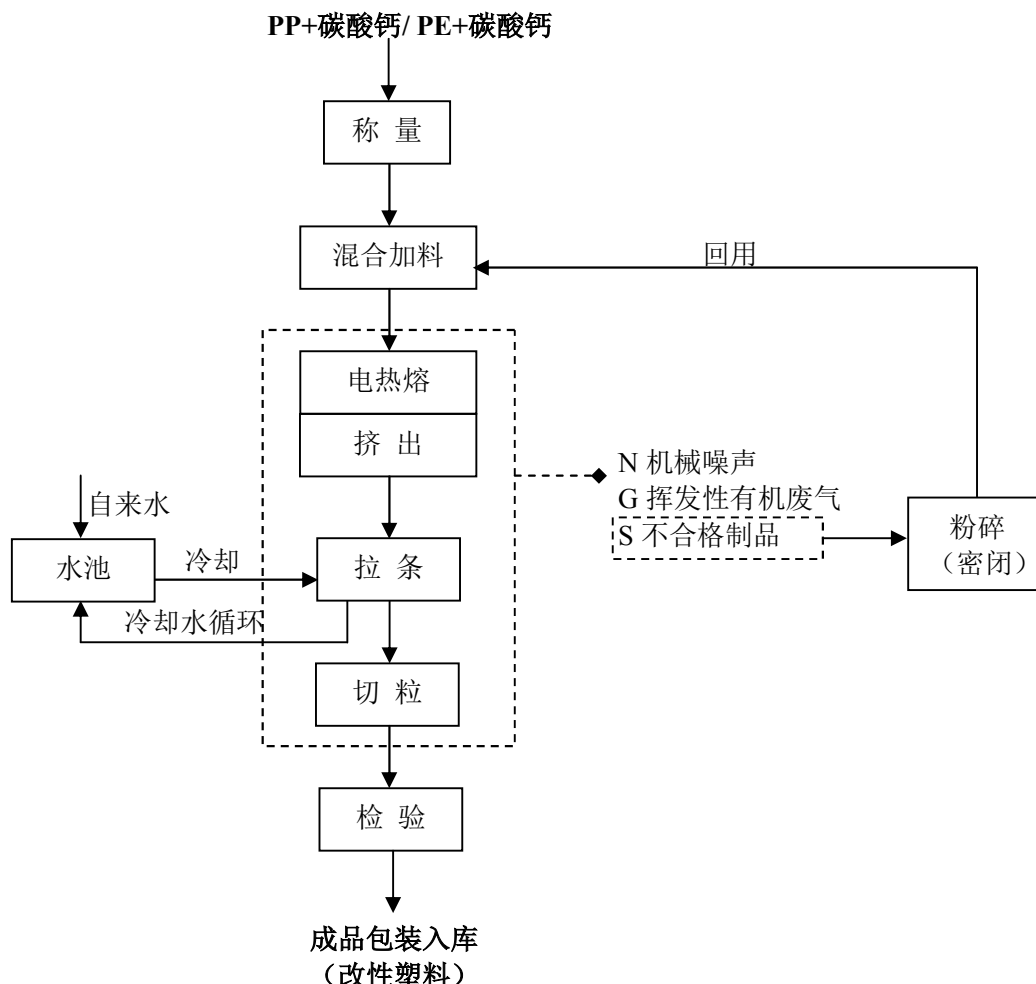 PP+碳酸钙/ PE+碳酸钙
称 量
混合加料
回用
电热熔
挤 出
N 机械噪声
G 挥发性有机废气
S 不合格制品
粉碎
（密闭）
自来水
水池
冷却
拉 条
冷却水循环
切 粒
检 验
成品包装入库
（改性塑料）